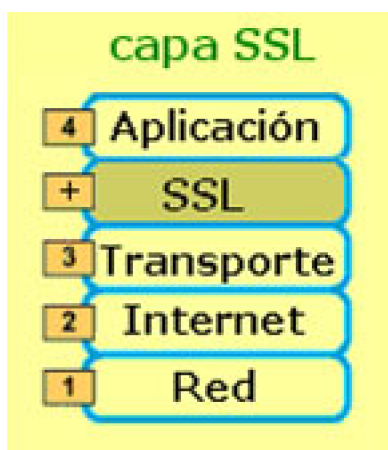 capa SSL
4 Aplicación
+ SSL
3 Transporte
2 Internet
1 Red